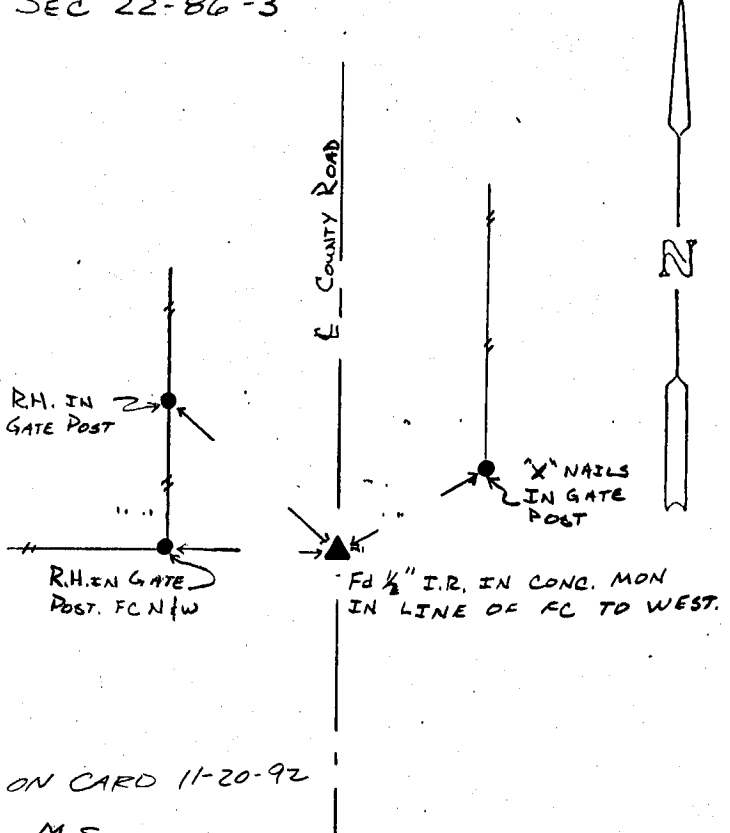 SEC 22-86-3
℄ COUNTY ROAD
N
R.H. IN
GATE POST
"X" NAILS
IN GATE
POST
R.H. IN GATE
POST. FC N/W
Fd ½" I.R. IN CONC. MON
IN LINE OF FC TO WEST.
ON CARD 11-20-92